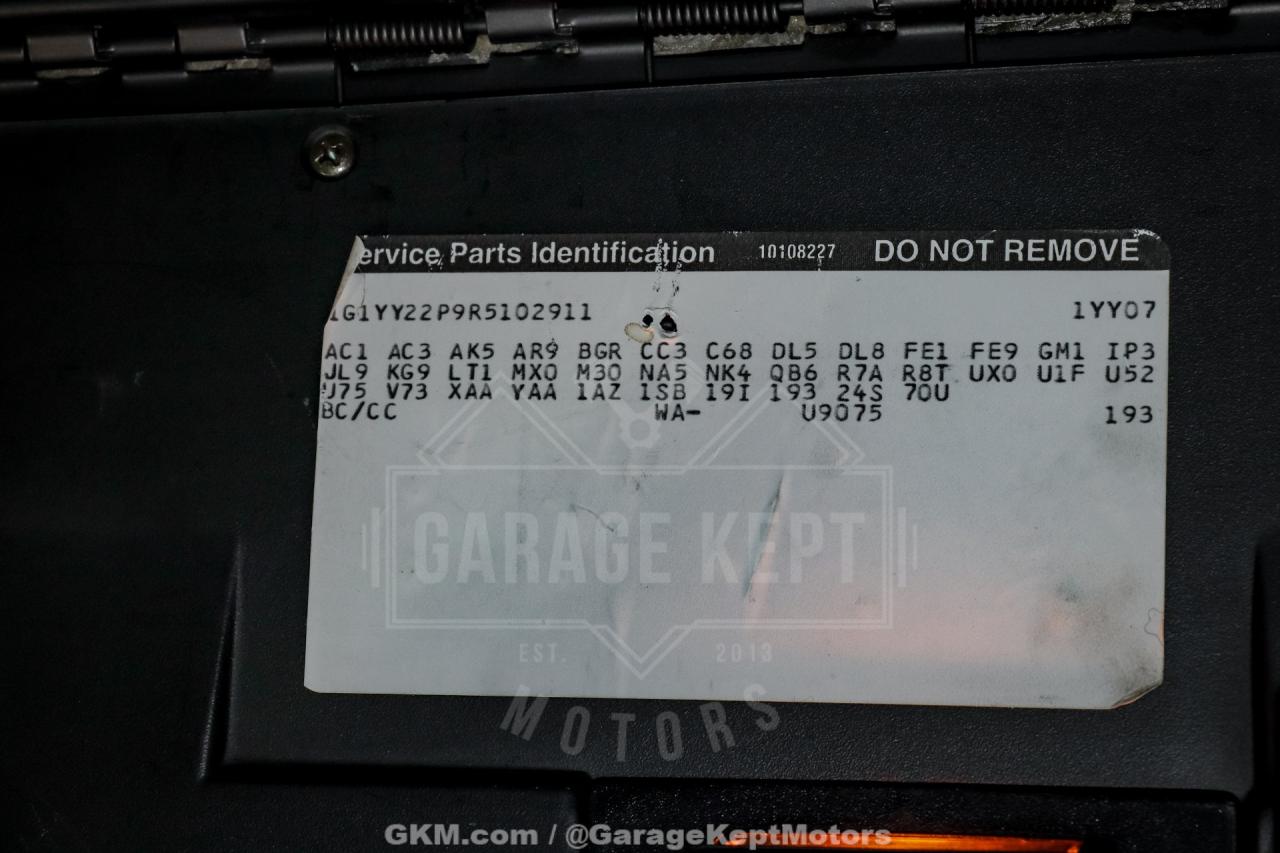 ervice Parts Identification 10108227 DO NOT REMOVE
1G1YY22P9R5102911 1YY07
AC1 AC3 AK5 AR9 BGR CC3 C68 DL5 DL8 FE1 FE9 GM1 IP3
JL9 KG9 LT1 MX0 M30 NA5 NK4 QB6 R7A R8T UX0 U1F U52
U75 V73 XAA YAA 1AZ 1SB 19I 193 24S 70U
BC/CC WA- U9075 193
GARAGE KEPT
EST. 2013
MOTORS
GKM.com / @GarageKeptMotors